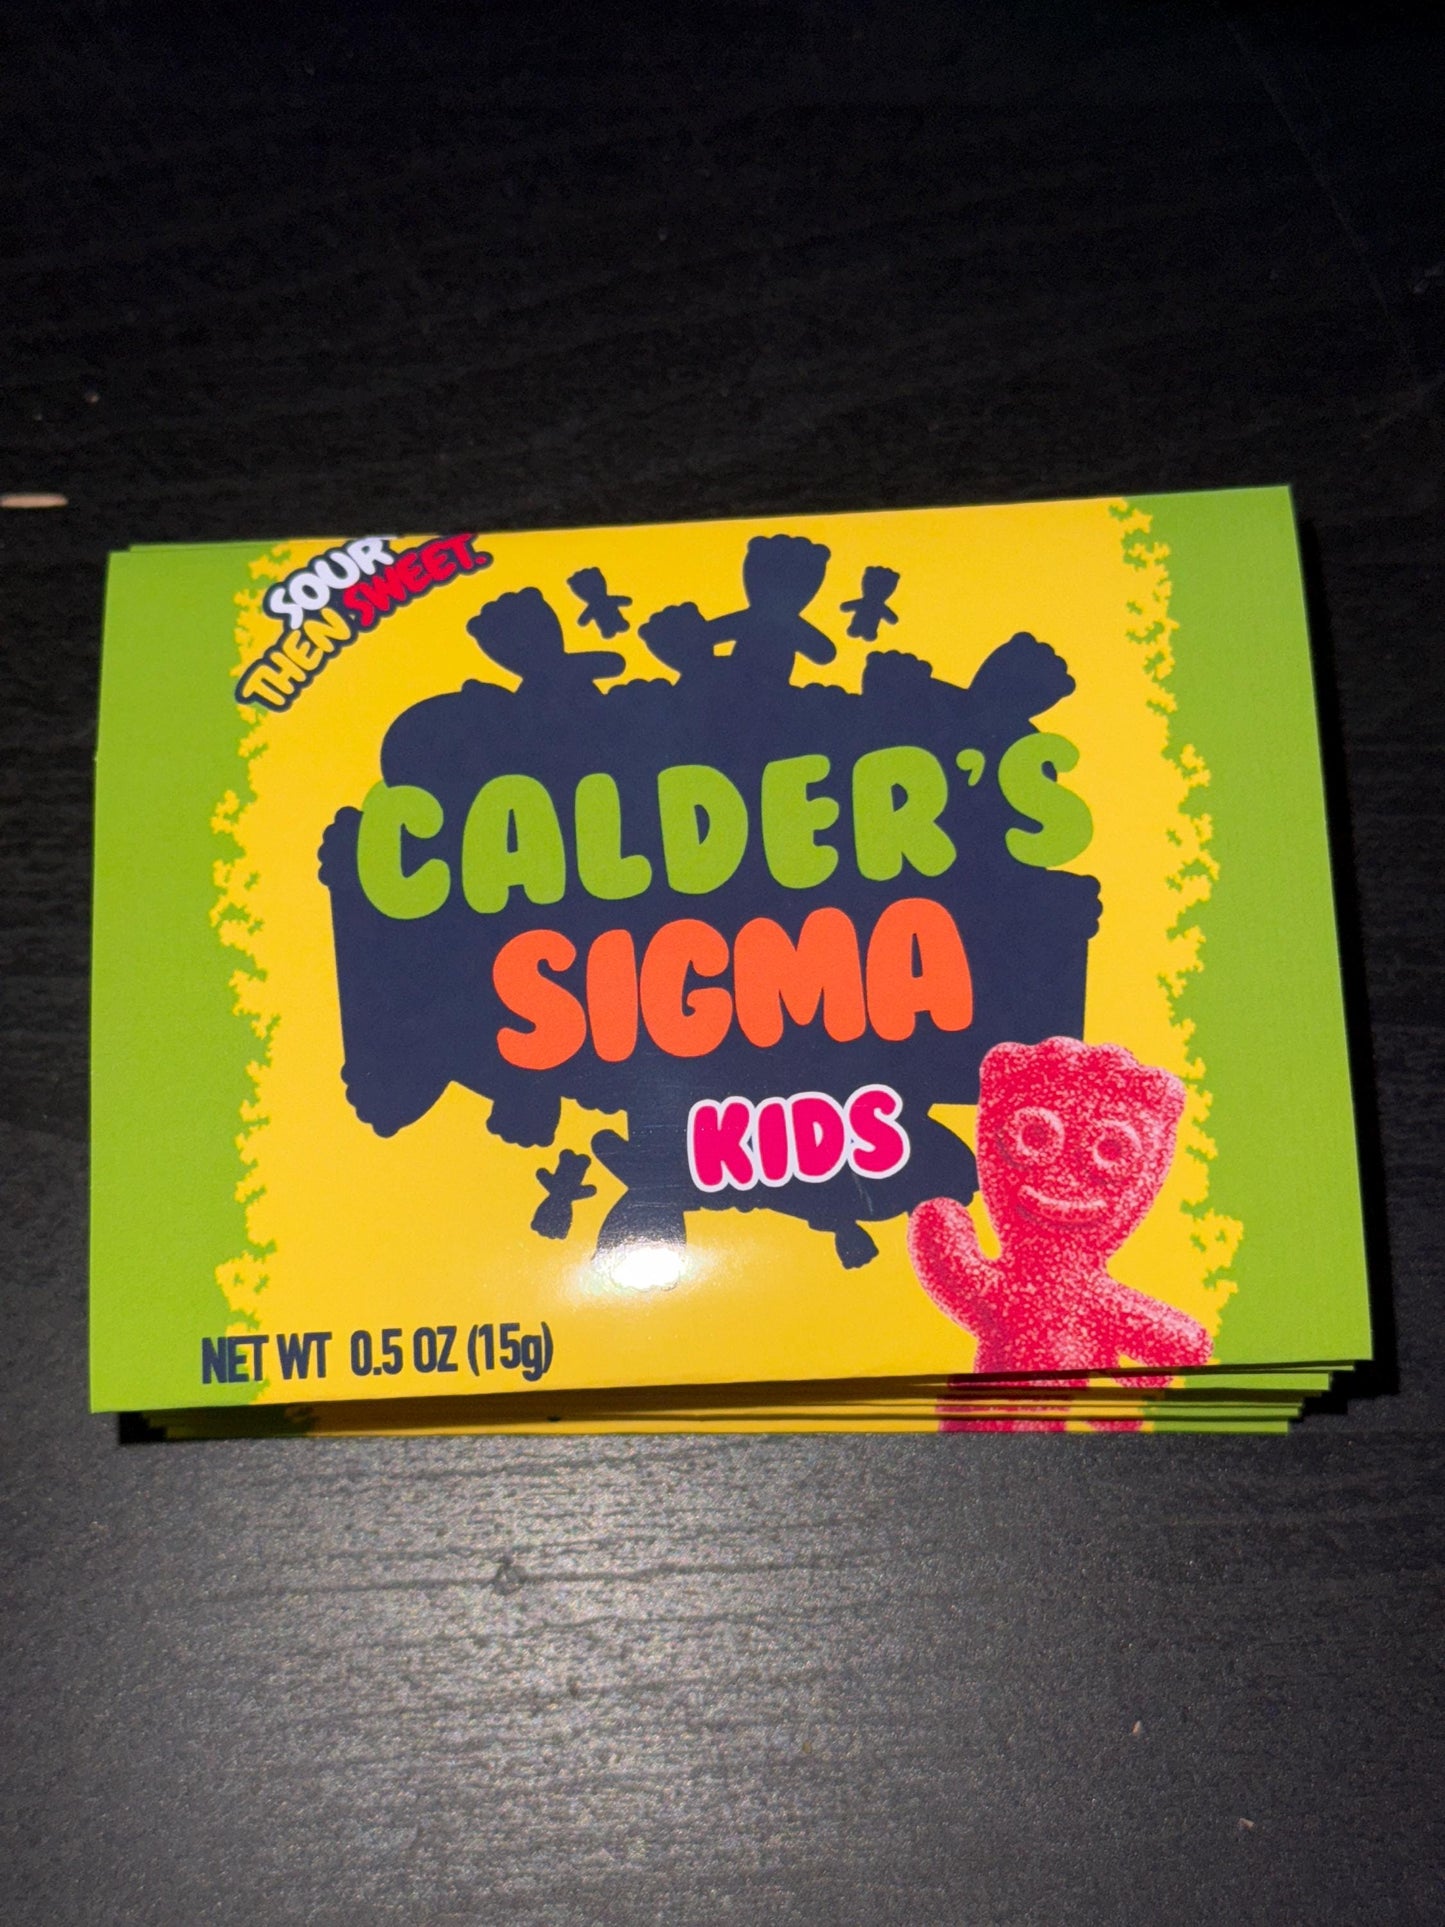 SOUR
THEN SWEET.
CALDER'S
SIGMA
KIDS
NET WT 0.5 OZ (15g)